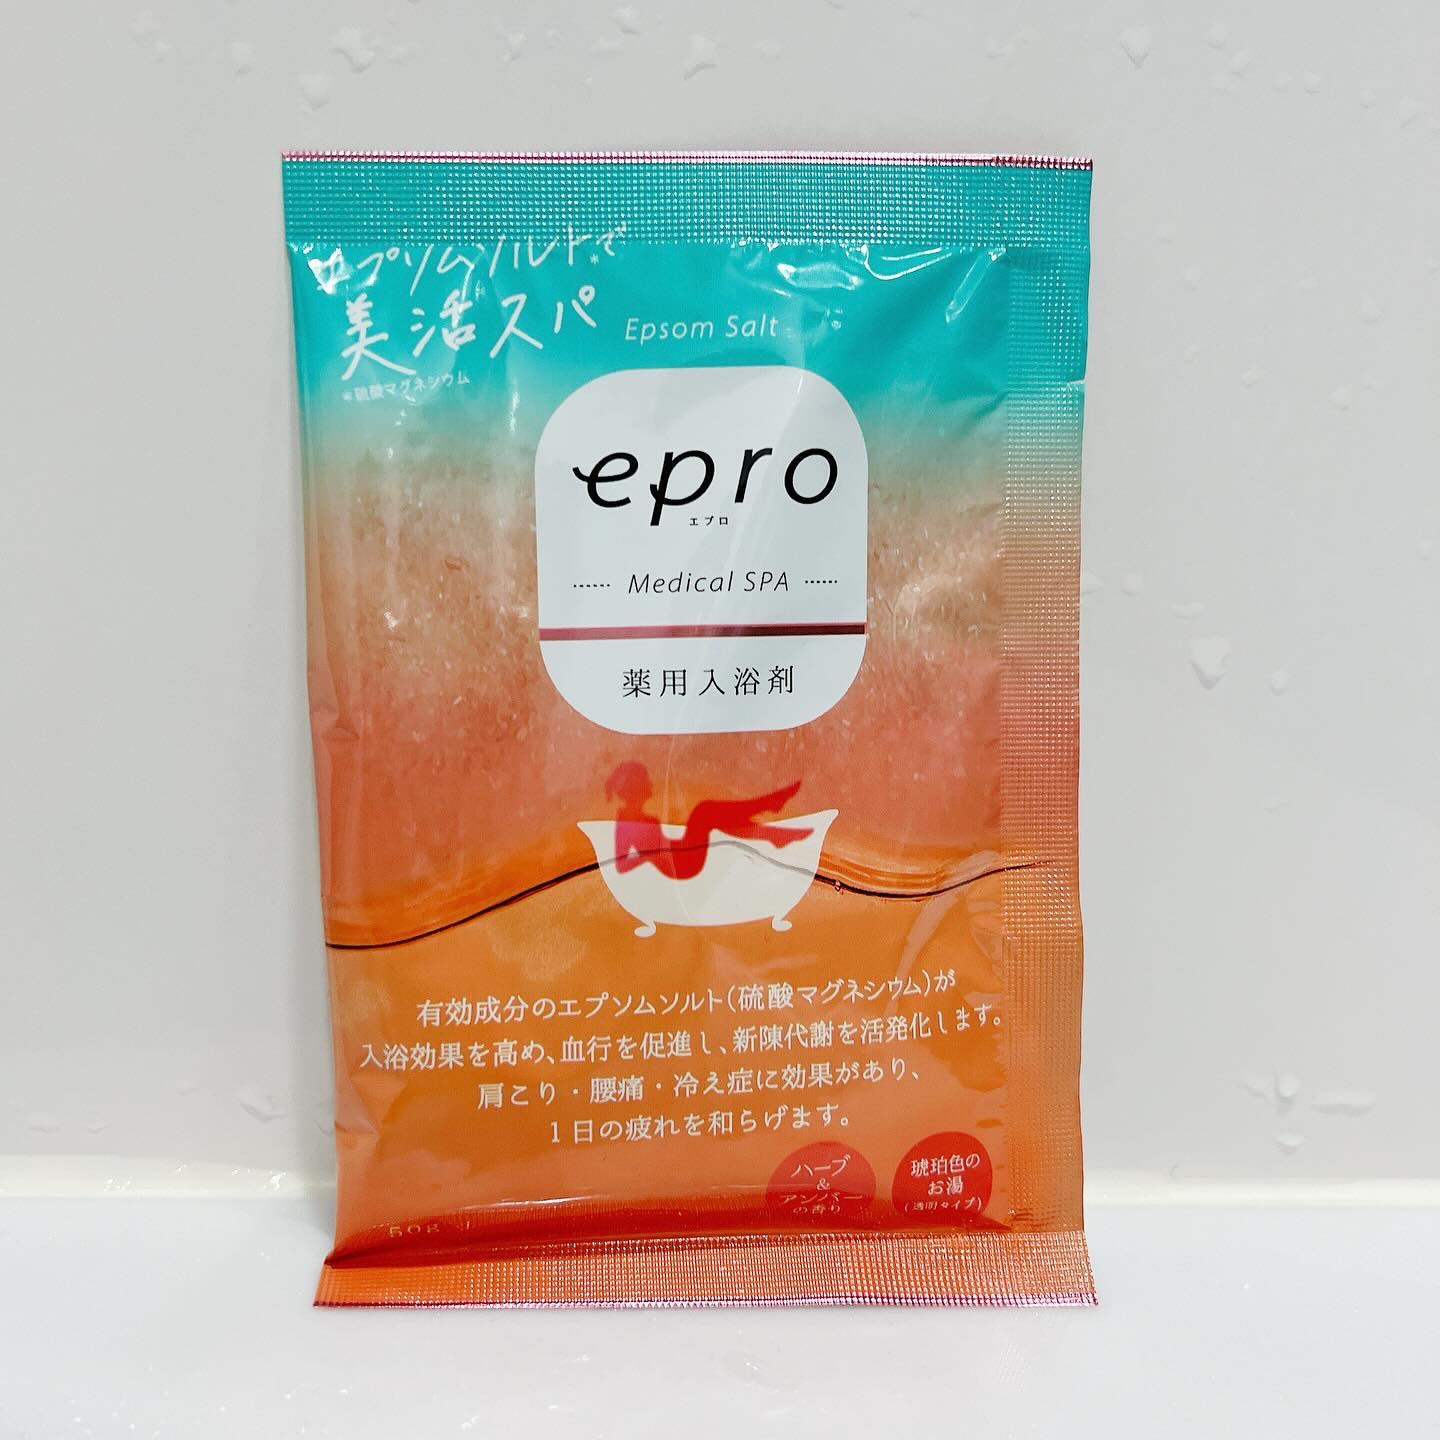 エプソムソルト*で
美活スパ
*硫酸マグネシウム
Epsom Salt
epro
エプロ
Medical SPA
薬用入浴剤
有効成分のエプソムソルト(硫酸マグネシウム)が
入浴効果を高め、血行を促進し、新陳代謝を活発化します。
肩こり・腰痛・冷え症に効果があり、
1日の疲れを和らげます。
ハーブ
&
アンバー
の香り
琥珀色の
お湯
(透明タイプ)
50g